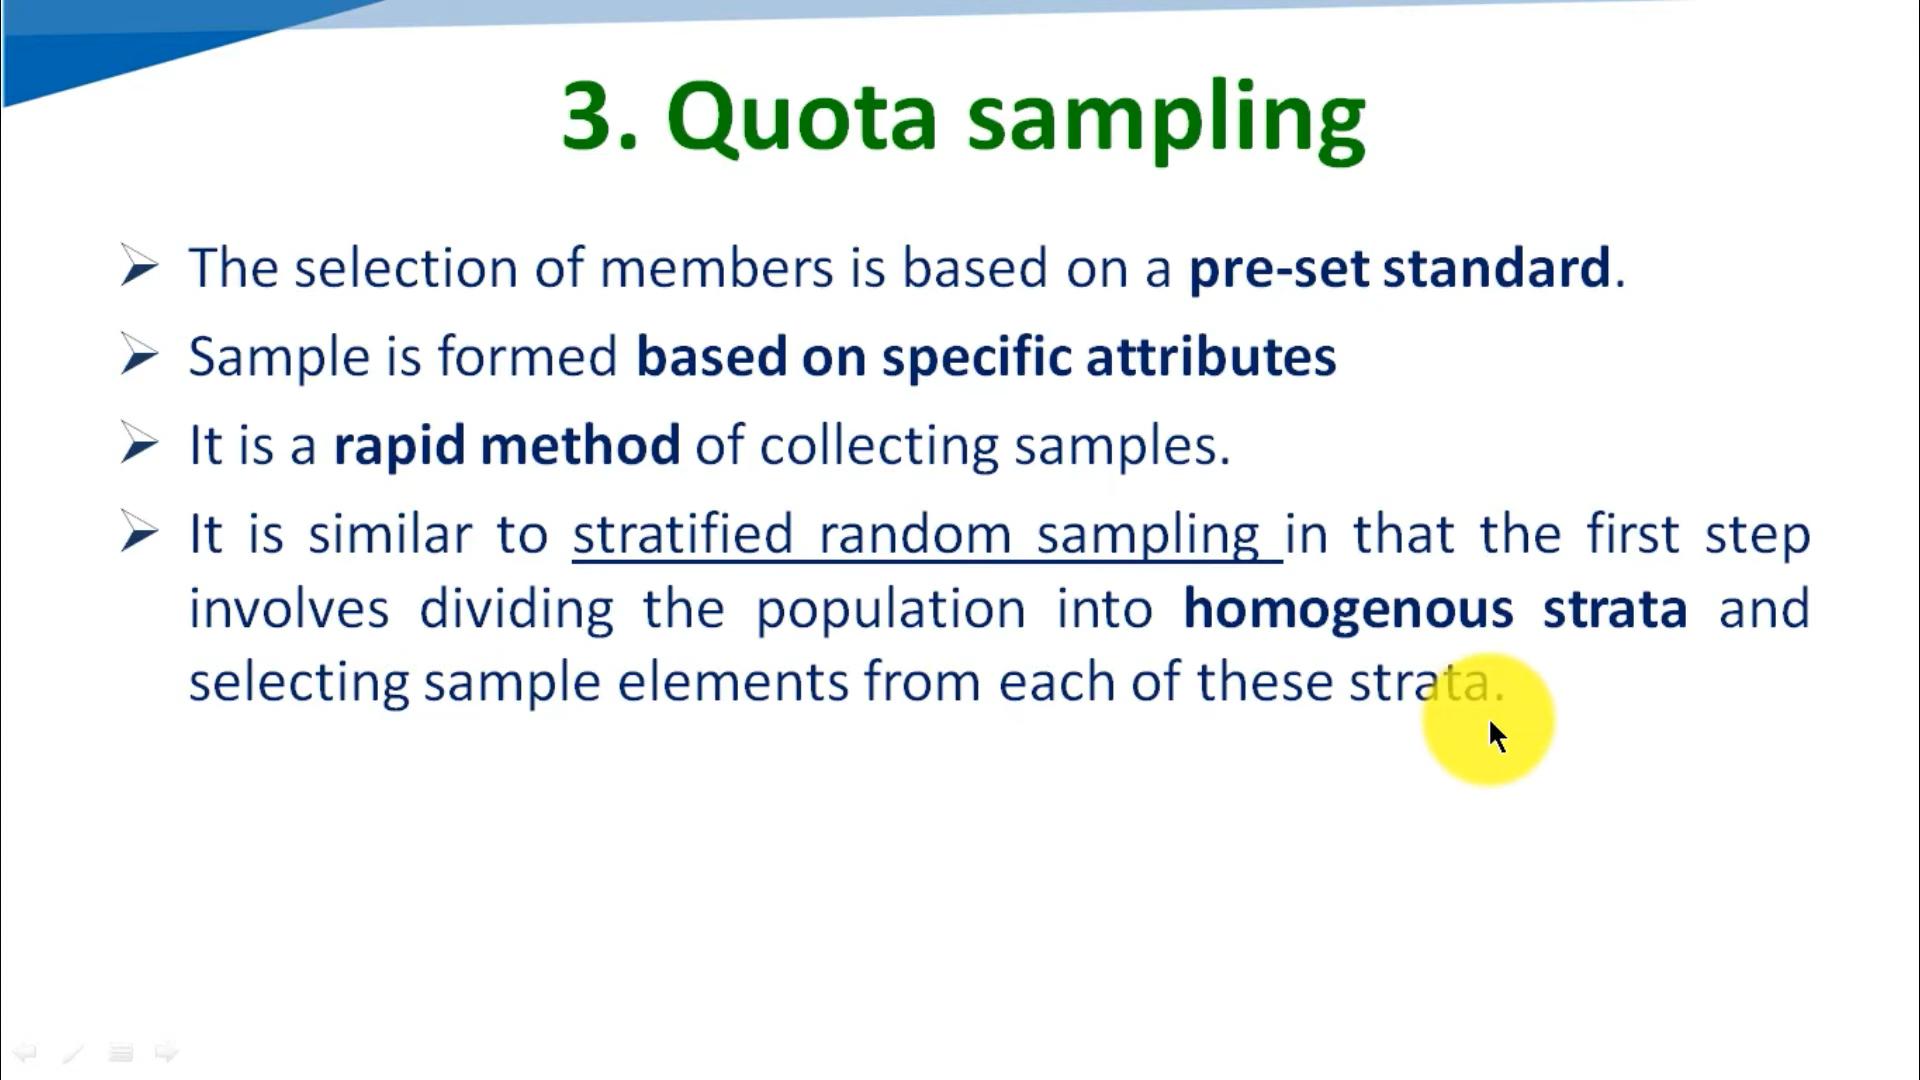 3. Quota sampling
The selection of members is based on a pre-set standard.
Sample is formed based on specific attributes
It is a rapid method of collecting samples.
It is similar to stratified random sampling in that the first step
involves dividing the population into homogenous strata and
selecting sample elements from each of these strata.